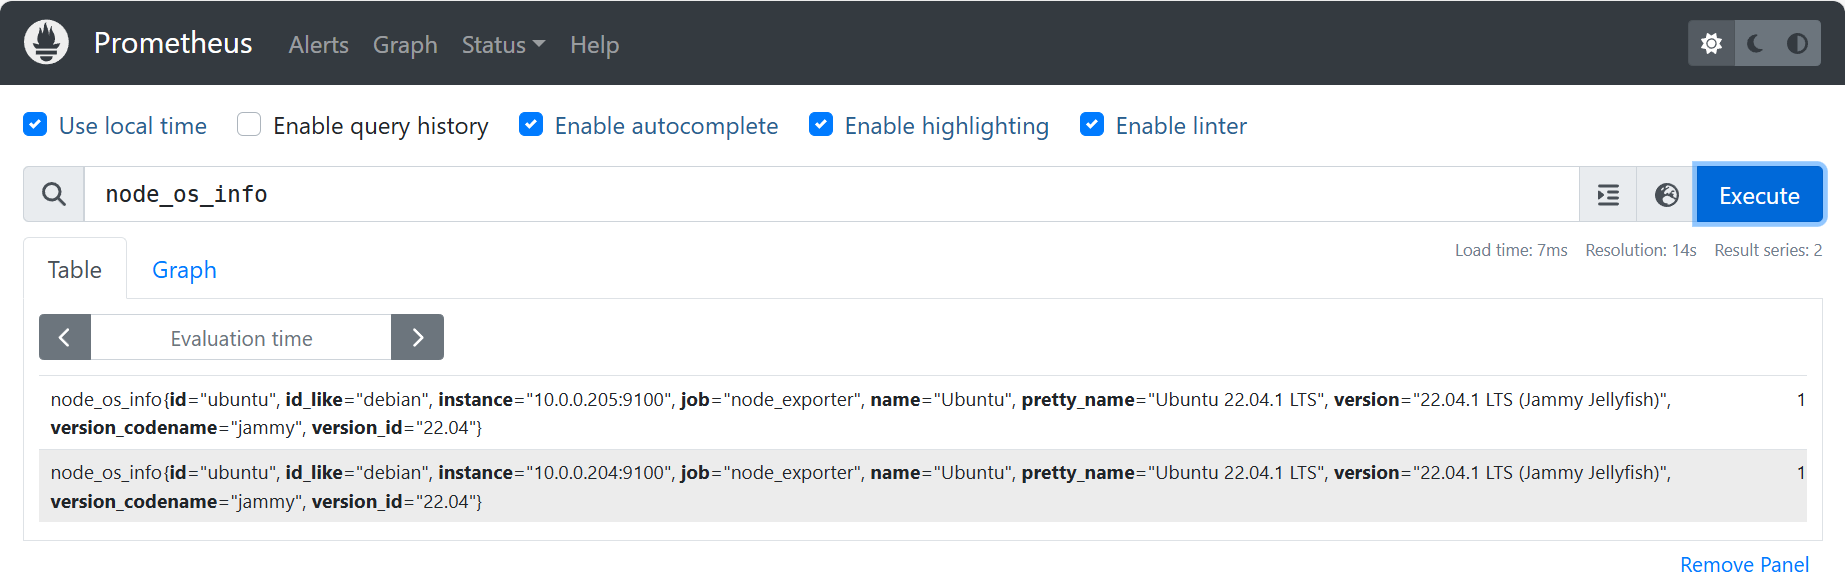 Prometheus Alerts Graph Status Help
Use local time Enable query history Enable autocomplete Enable highlighting Enable linter
node_os_info Execute
Load time: 7ms Resolution: 14s Result series: 2
Table Graph
Evaluation time
node_os_info{id="ubuntu", id_like="debian", instance="10.0.0.205:9100", job="node_exporter", name="Ubuntu", pretty_name="Ubuntu 22.04.1 LTS", version="22.04.1 LTS (Jammy Jellyfish)", 1
version_codename="jammy", version_id="22.04"}
node_os_info{id="ubuntu", id_like="debian", instance="10.0.0.204:9100", job="node_exporter", name="Ubuntu", pretty_name="Ubuntu 22.04.1 LTS", version="22.04.1 LTS (Jammy Jellyfish)", 1
version_codename="jammy", version_id="22.04"}
Remove Panel